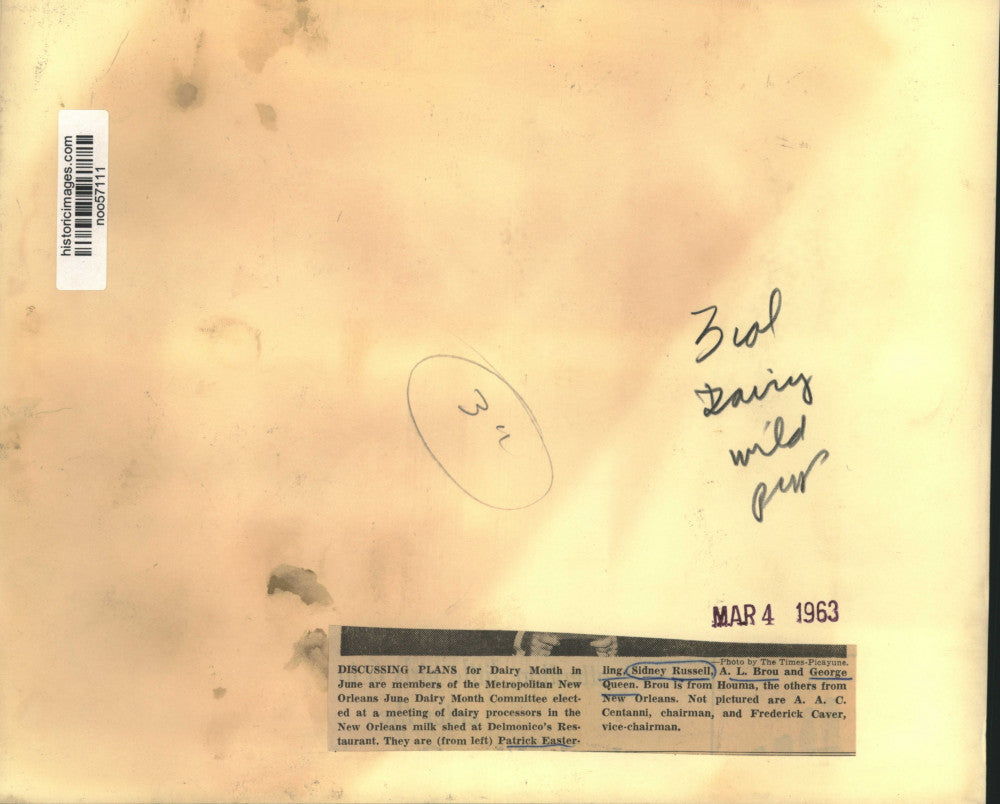 historicimages.com
noo57111
3 col
Dairy
wild
3"
MAR 4 1963
Photo by The Times-Picayune.
DISCUSSING PLANS for Dairy Month in
June are members of the Metropolitan New
Orleans June Dairy Month Committee elect-
ed at a meeting of dairy processors in the
New Orleans milk shed at Delmonico's Res-
taurant. They are (from left) Patrick Easter-
ling, Sidney Russell, A. L. Brou and George
Queen. Brou is from Houma, the others from
New Orleans. Not pictured are A. A. C.
Centanni, chairman, and Frederick Caver,
vice-chairman.